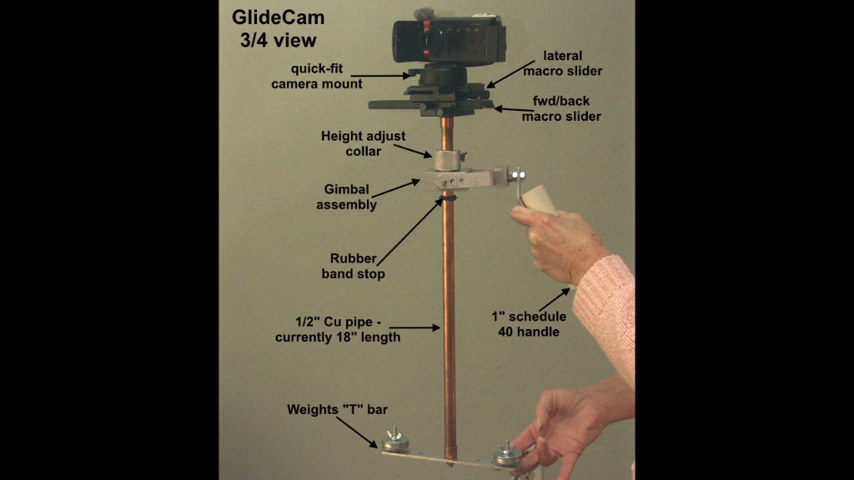 GlideCam
3/4 view
quick-fit
camera mount
lateral
macro slider
fwd/back
macro slider
Height adjust
collar
Gimbal
assembly
Rubber
band stop
1/2" Cu pipe -
currently 18" length
1" schedule
40 handle
Weights "T" bar